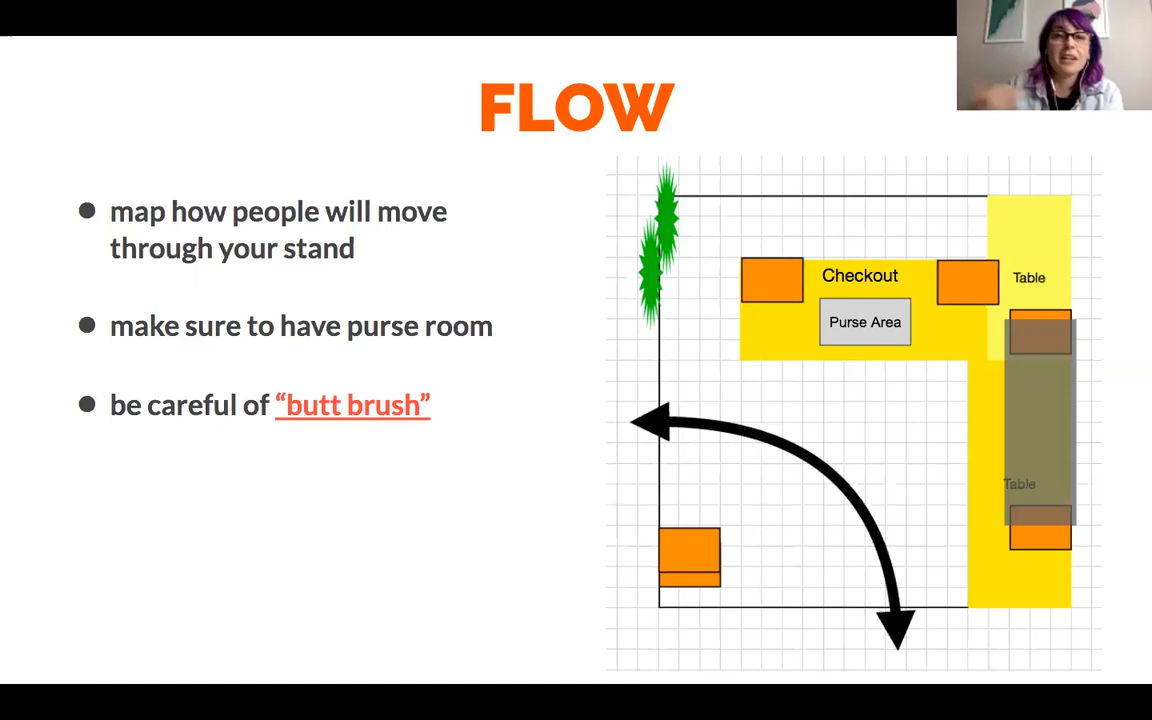 FLOW
map how people will move
through your stand
make sure to have purse room
be careful of “butt brush”
Checkout
Table
Purse Area
Table